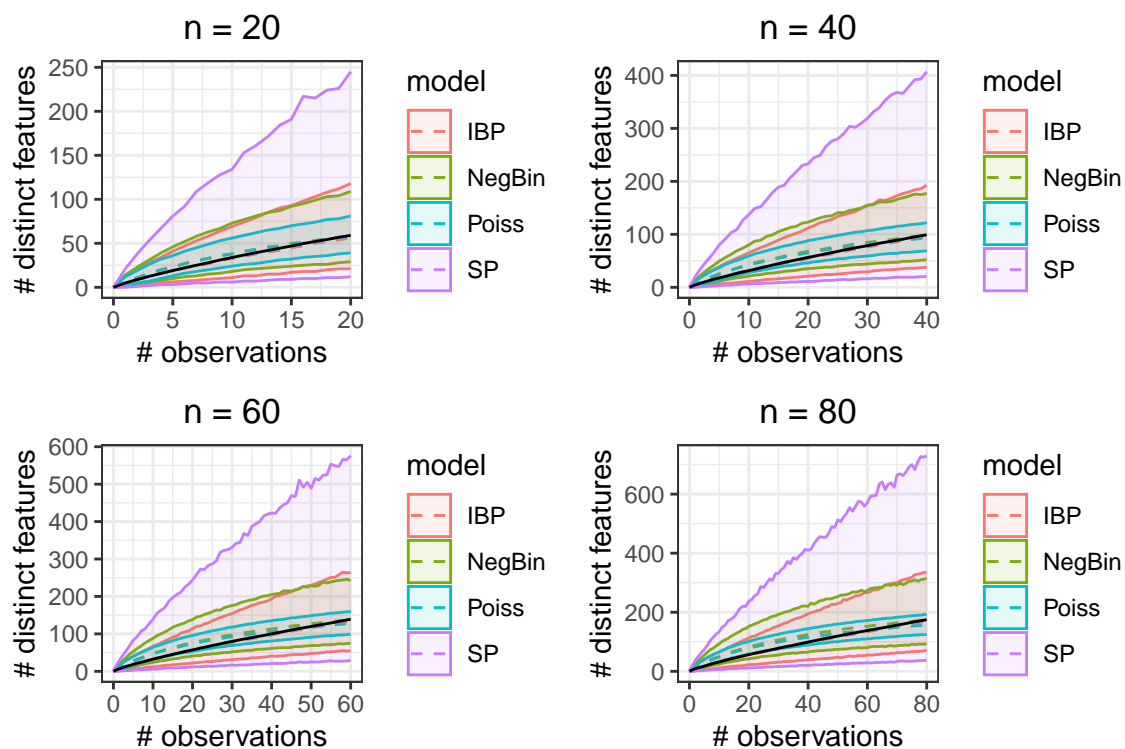 n = 20
250
200
150
100
50
0
0 5 10 15 20
# observations
# distinct features
model
IBP
NegBin
Poiss
SP
n = 40
400
300
200
100
0
0 10 20 30 40
# observations
# distinct features
model
IBP
NegBin
Poiss
SP
n = 60
600
500
400
300
200
100
0
0 10 20 30 40 50 60
# observations
# distinct features
model
IBP
NegBin
Poiss
SP
n = 80
600
400
200
0
0 20 40 60 80
# observations
# distinct features
model
IBP
NegBin
Poiss
SP